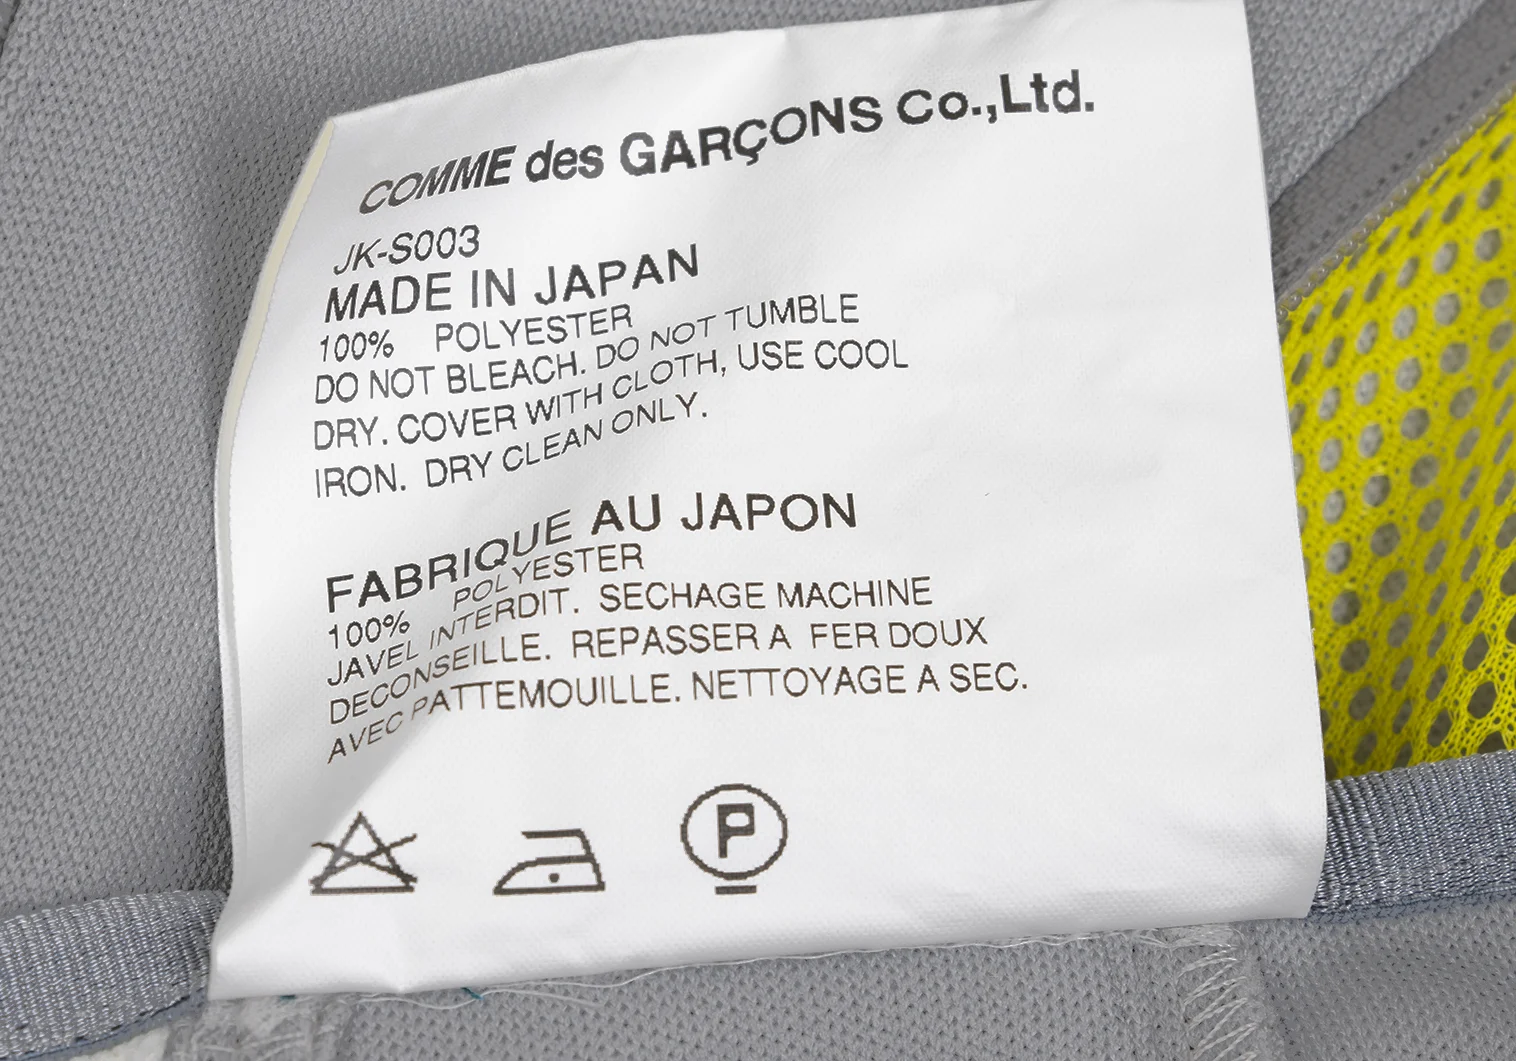 COMME des GARÇONS Co.,Ltd.
JK-S003
MADE IN JAPAN
100% POLYESTER
DO NOT BLEACH. DO NOT TUMBLE
DRY. COVER WITH CLOTH, USE COOL
IRON. DRY CLEAN ONLY.
FABRIQUE AU JAPON
100% POLYESTER
JAVEL INTERDIT. SECHAGE MACHINE
DECONSEILLE. REPASSER A FER DOUX
AVEC PATTEMOUILLE. NETTOYAGE A SEC.
P